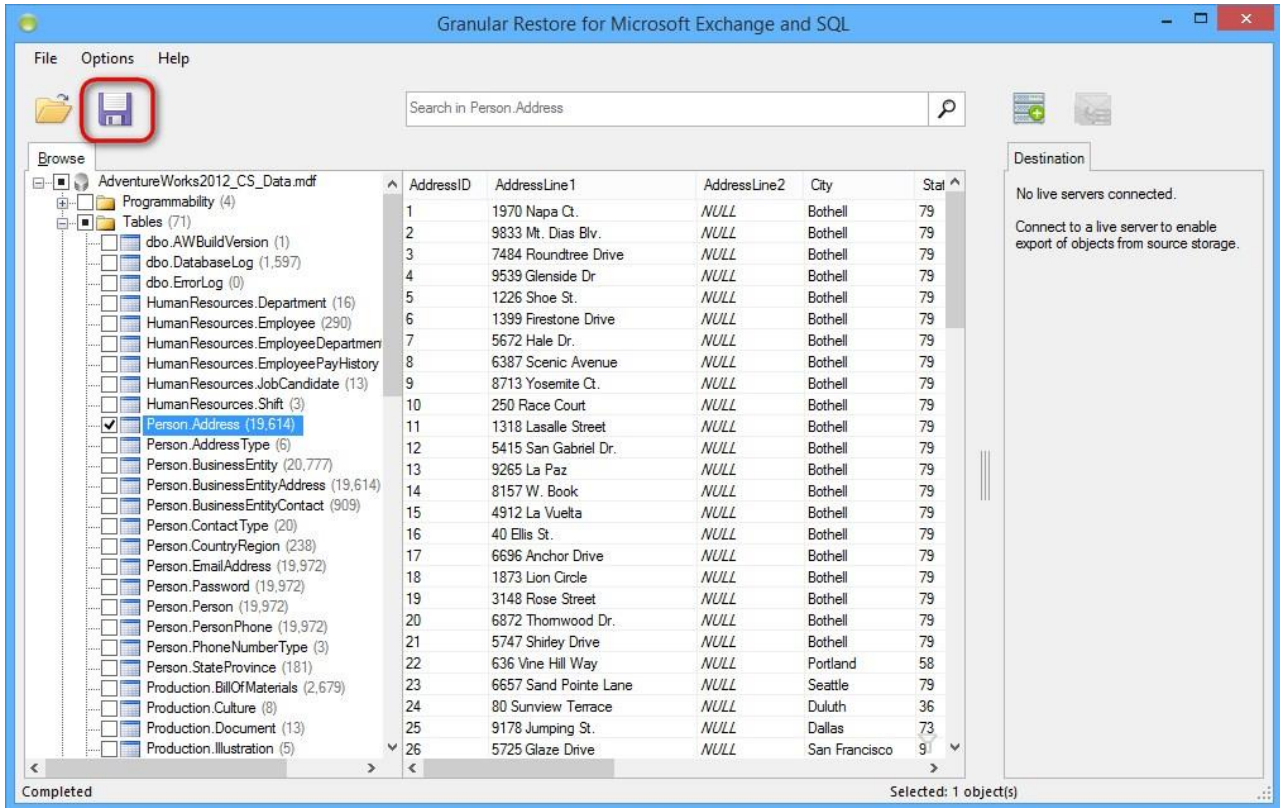 Granular Restore for Microsoft Exchange and SQL
File Options Help
Search in Person.Address
Browse
AdventureWorks2012_CS_Data.mdf
Programmability (4)
Tables (71)
dbo.AWBuildVersion (1)
dbo.DatabaseLog (1,597)
dbo.ErrorLog (0)
HumanResources.Department (16)
HumanResources.Employee (290)
HumanResources.EmployeeDepartment
HumanResources.EmployeePayHistory
HumanResources.JobCandidate (13)
HumanResources.Shift (3)
Person.Address (19,614)
Person.AddressType (6)
Person.BusinessEntity (20,777)
Person.BusinessEntityAddress (19,614)
Person.BusinessEntityContact (909)
Person.ContactType (20)
Person.CountryRegion (238)
Person.EmailAddress (19,972)
Person.Password (19,972)
Person.Person (19,972)
Person.PersonPhone (19,972)
Person.PhoneNumberType (3)
Person.StateProvince (181)
Production.BillOfMaterials (2,679)
Production.Culture (8)
Production.Document (13)
Production.Illustration (5)
AddressID AddressLine1 AddressLine2 City Stat
1 1970 Napa Ct. NULL Bothell 79
2 9833 Mt. Dias Blv. NULL Bothell 79
3 7484 Roundtree Drive NULL Bothell 79
4 9539 Glenside Dr NULL Bothell 79
5 1226 Shoe St. NULL Bothell 79
6 1399 Firestone Drive NULL Bothell 79
7 5672 Hale Dr. NULL Bothell 79
8 6387 Scenic Avenue NULL Bothell 79
9 8713 Yosemite Ct. NULL Bothell 79
10 250 Race Court NULL Bothell 79
11 1318 Lasalle Street NULL Bothell 79
12 5415 San Gabriel Dr. NULL Bothell 79
13 9265 La Paz NULL Bothell 79
14 8157 W. Book NULL Bothell 79
15 4912 La Vuelta NULL Bothell 79
16 40 Ellis St. NULL Bothell 79
17 6696 Anchor Drive NULL Bothell 79
18 1873 Lion Circle NULL Bothell 79
19 3148 Rose Street NULL Bothell 79
20 6872 Thornwood Dr. NULL Bothell 79
21 5747 Shirley Drive NULL Bothell 79
22 636 Vine Hill Way NULL Portland 58
23 6657 Sand Pointe Lane NULL Seattle 79
24 80 Sunview Terrace NULL Duluth 36
25 9178 Jumping St. NULL Dallas 73
26 5725 Glaze Drive NULL San Francisco 9
Destination
No live servers connected.
Connect to a live server to enable
export of objects from source storage.
Completed
Selected: 1 object(s)